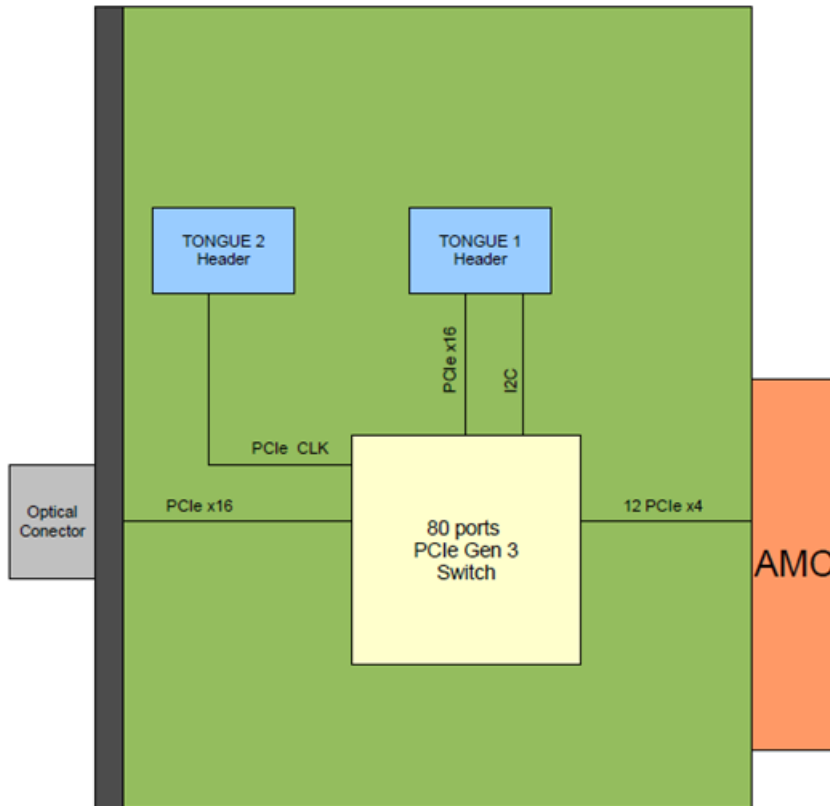 TONGUE 2
Header
TONGUE 1
Header
PCIe x16
I2C
PCIe CLK
Optical
Conector
PCIe x16
80 ports
PCIe Gen 3
Switch
12 PCIe x4
AMC